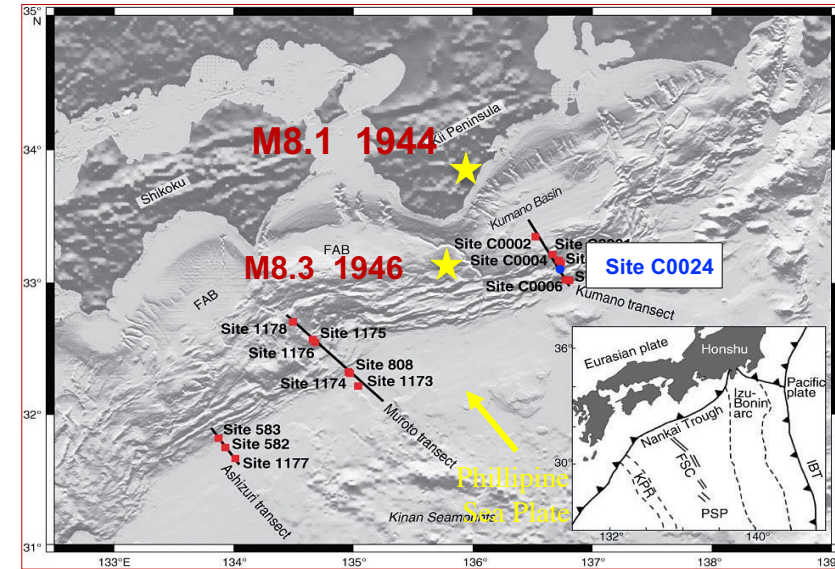 35°
N
34°
33°
32°
31°
133°E
134°
135°
136°
137°
138°
139
M8.1 1944
Kii Peninsula
Shikoku
Kumano Basin
FAB
Site C0002
Site C0004
Site C0006
Site C0024
M8.3 1946
Kumano transect
FAB
Site 1178
Site 1175
Site 1176
Site 808
Site 1174
Site 1173
Muroto transect
Site 583
Site 582
Site 1177
Ashizuri transect
Phillipine
Sea Plate
Kinan Seamounts
36°
30°
132°
140°
Eurasian plate
Honshu
Pacific
plate
Izu-
Bonin
arc
Nankai Trough
IBT
FSC
KPR
PSP